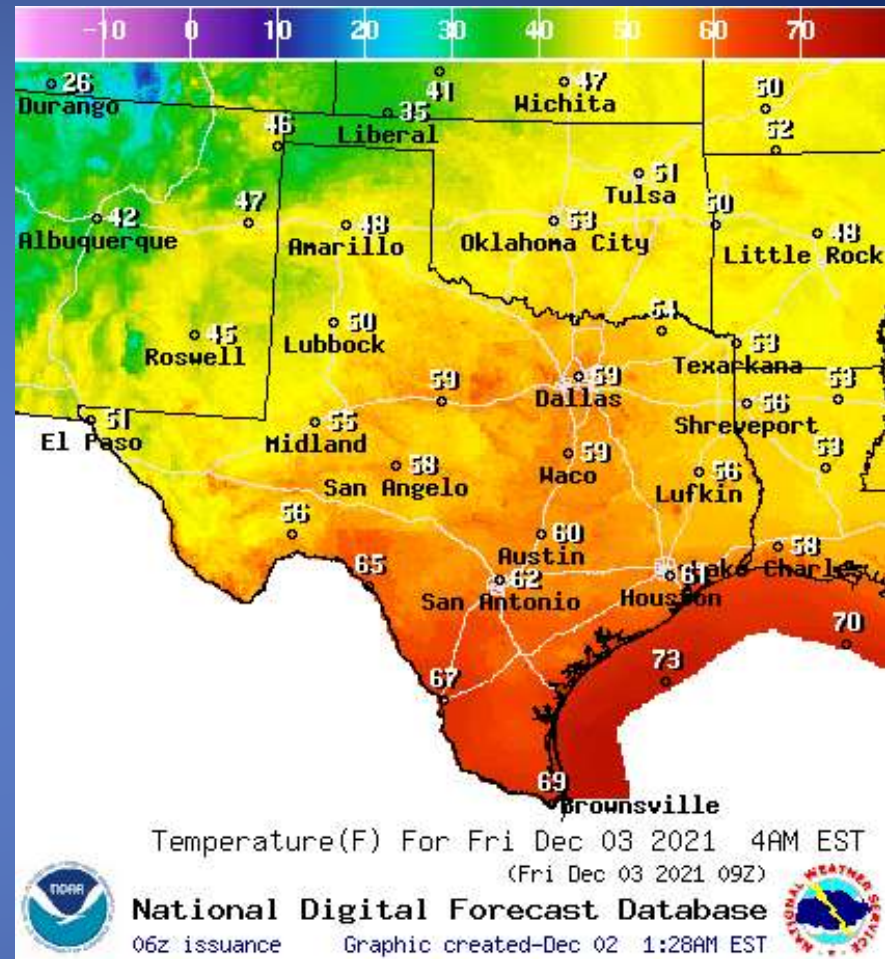 -10 0 10 20 30 40 50 60 70
26 Durango
41
47 Wichita
50
35 Liberal
46
52
51 Tulsa
42 Albuquerque
47
48 Amarillo
53 Oklahoma City
50
48 Little Rock
45 Roswell
50 Lubbock
54
53 Texarkana
59
59 Dallas
56 Shreveport
53
51 El Paso
55 Midland
58 San Angelo
59 Waco
56 Lufkin
53
56
60 Austin
58 Lake Charles
65
62 San Antonio
61 Houston
67
73
70
69 Brownsville
Temperature(F) For Fri Dec 03 2021 4AM EST
(Fri Dec 03 2021 09Z)
NOAA
National Digital Forecast Database
NATIONAL WEATHER SERVICE
06z issuance Graphic created-Dec 02 1:28AM EST